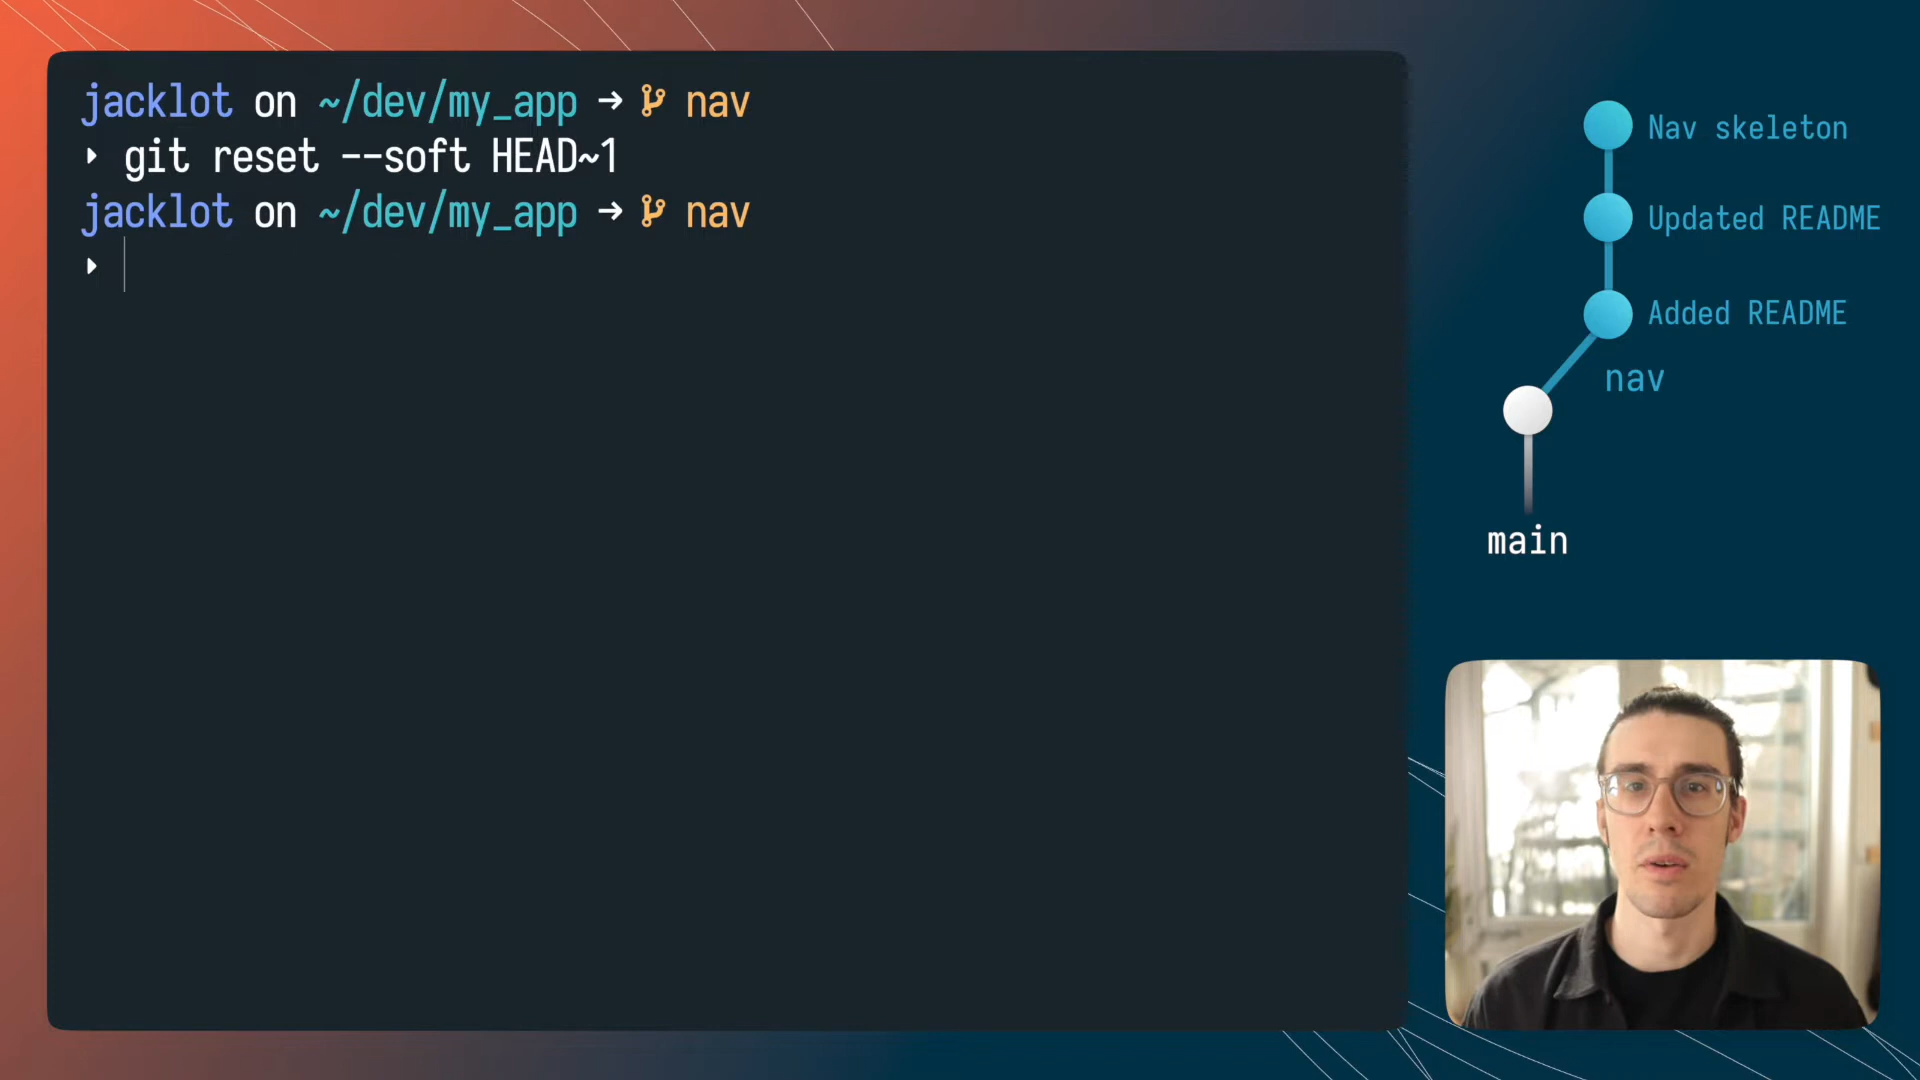 jacklot on ~/dev/my_app → nav
‣ git reset --soft HEAD~1
jacklot on ~/dev/my_app → nav
‣
Nav skeleton
Updated README
Added README
nav
main